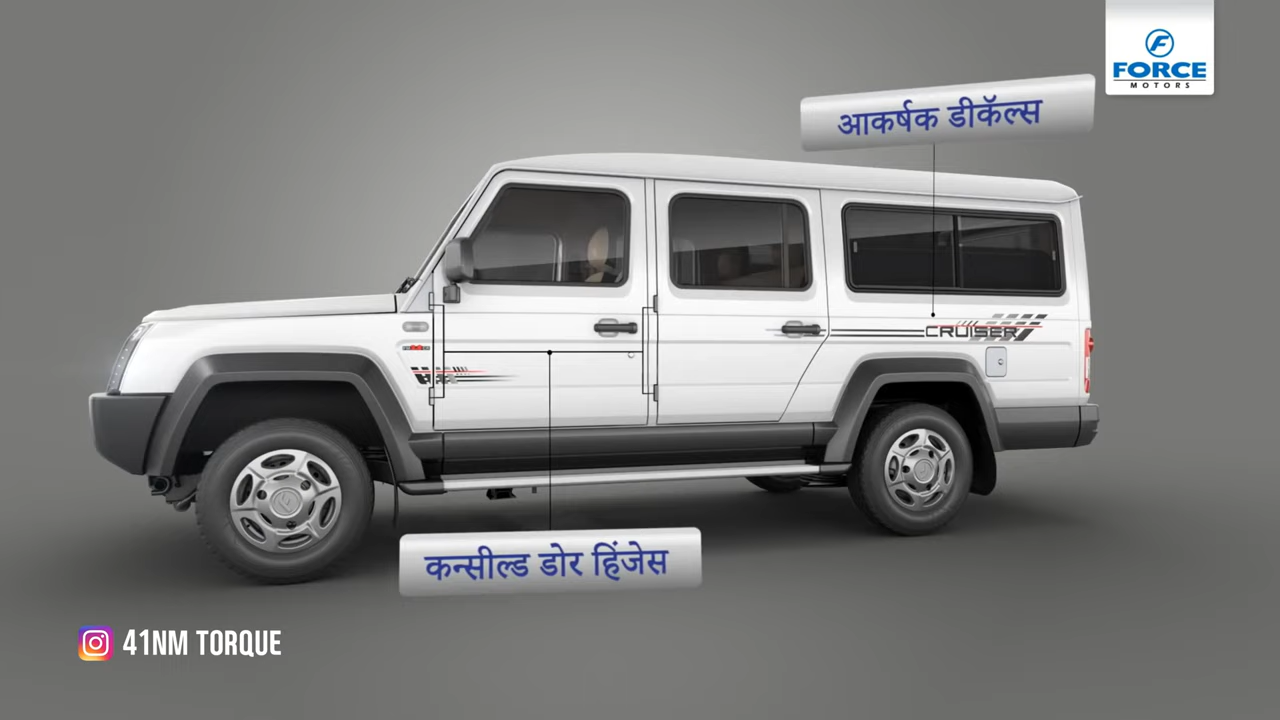 FORCE
MOTORS
आकर्षक डीकॅल्स
CRUISER
कन्सील्ड डोर हिंजेस
41NM TORQUE